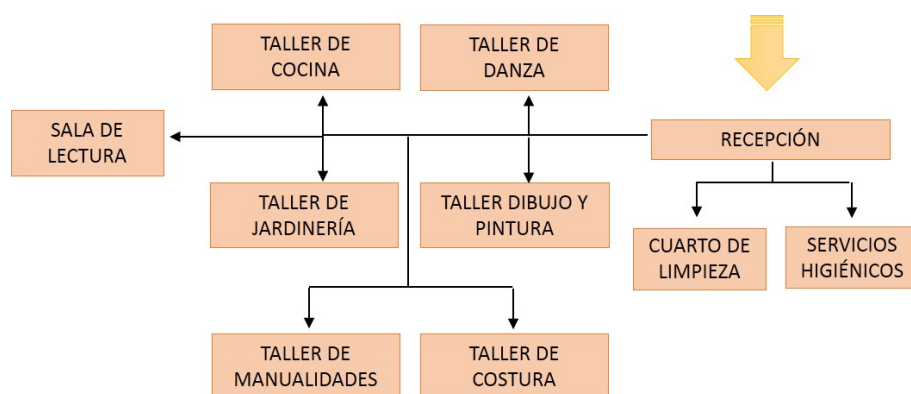 TALLER DE
COCINA
TALLER DE
DANZA
SALA DE
LECTURA
RECEPCIÓN
TALLER DE
JARDINERÍA
TALLER DIBUJO Y
PINTURA
CUARTO DE
LIMPIEZA
SERVICIOS
HIGIÉNICOS
TALLER DE
MANUALIDADES
TALLER DE
COSTURA